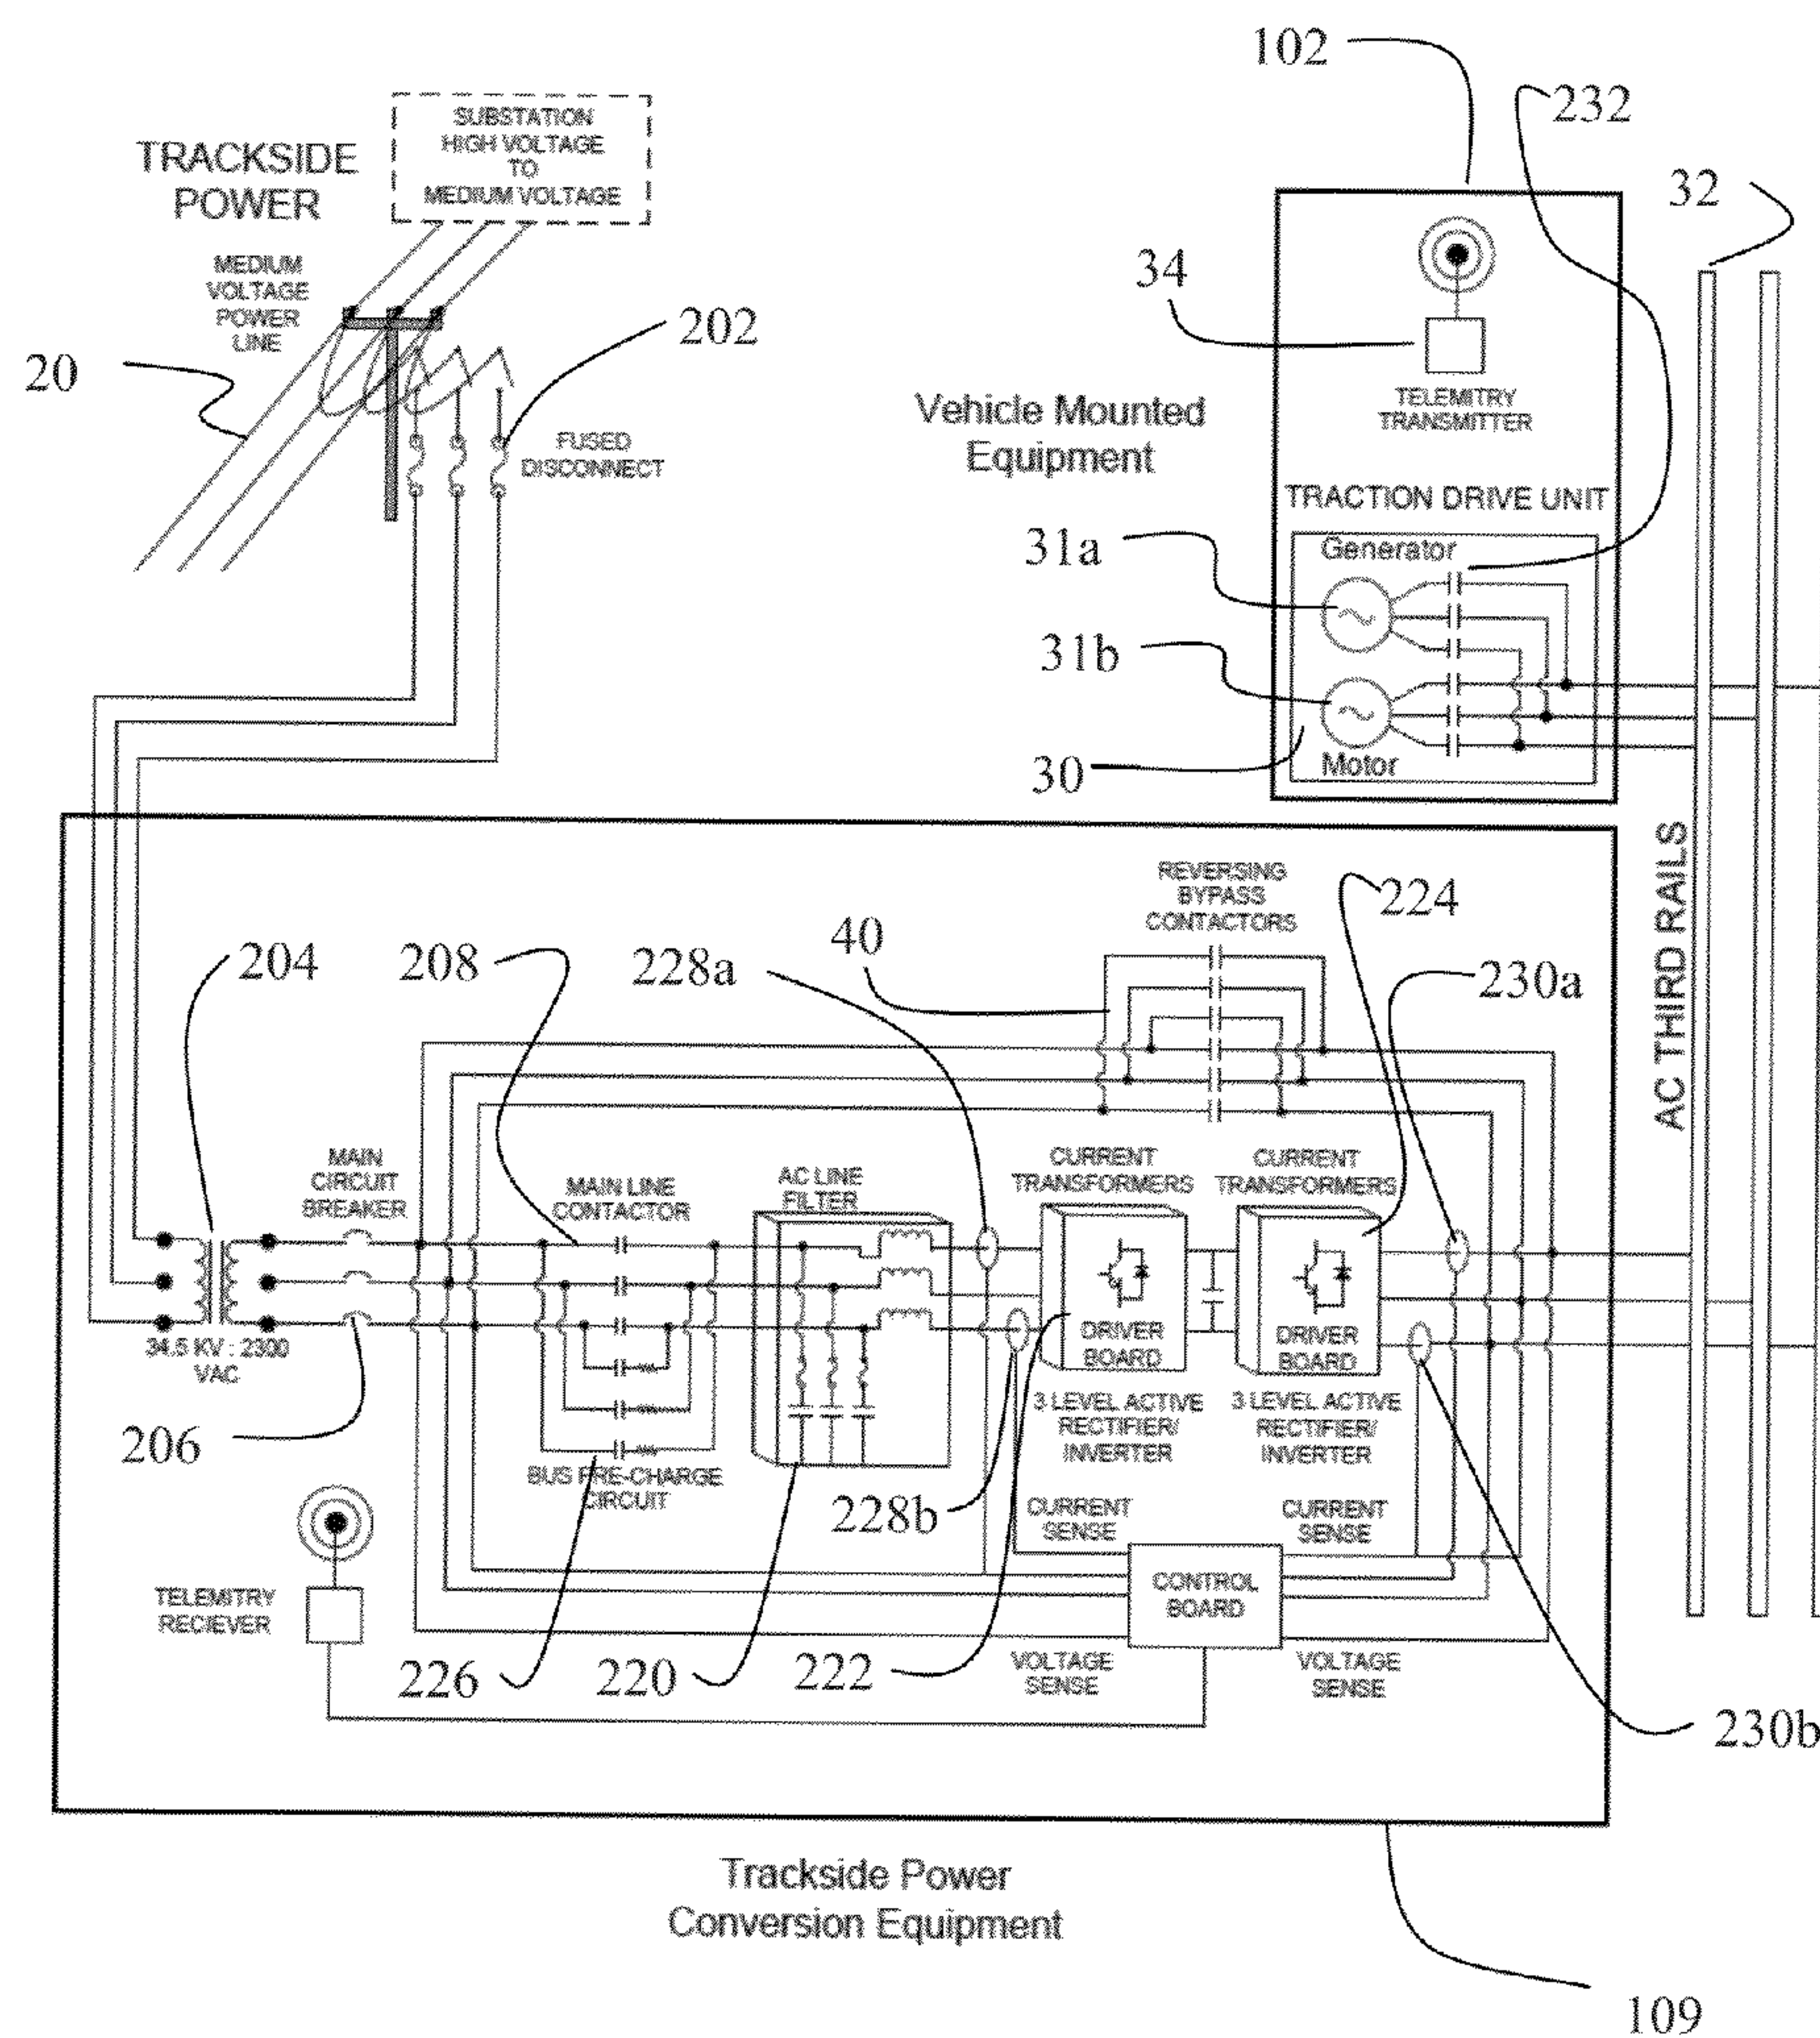 102
232
SUBSTATION
HIGH VOLTAGE
TO
MEDIUM VOLTAGE
TRACKSIDE
POWER
32
MEDIUM
VOLTAGE
POWER
LINE
34
202
20
TELEMITRY
TRANSMITTER
Vehicle Mounted
Equipment
FUSED
DISCONNECT
TRACTION DRIVE UNIT
31a
Generator
31b
30
Motor
AC THIRD RAILS
REVERSING
BYPASS
CONTACTORS
224
40
204
208
228a
230a
MAIN
CIRCUIT
BREAKER
MAIN LINE
CONTACTOR
AC LINE
FILTER
CURRENT
TRANSFORMERS
CURRENT
TRANSFORMERS
34.5 KV : 2300
VAC
DRIVER
BOARD
DRIVER
BOARD
206
3 LEVEL ACTIVE
RECTIFIER/
INVERTER
3 LEVEL ACTIVE
RECTIFIER/
INVERTER
BUS PRE-CHARGE
CIRCUIT
228b
CURRENT
SENSE
CURRENT
SENSE
TELEMITRY
RECIEVER
CONTROL
BOARD
226
220
222
VOLTAGE
SENSE
VOLTAGE
SENSE
230b
Trackside Power
Conversion Equipment
109